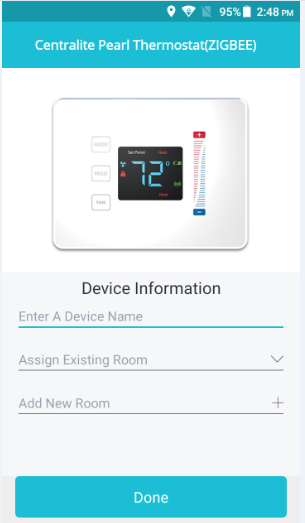 95% 2:48 PM
Centralite Pearl Thermostat(ZIGBEE)
MODE
Set Point Heat
+
HOLD
72°
FAN
Heat
Device Information
Enter A Device Name
Assign Existing Room
Add New Room +
Done